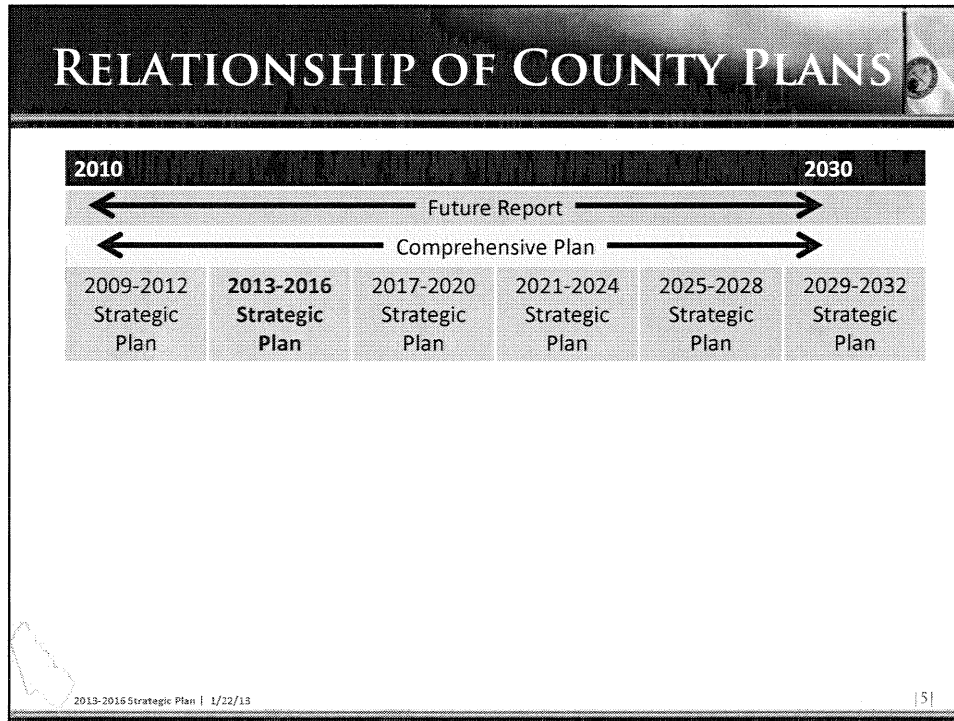 RELATIONSHIP OF COUNTY PLANS
2010 2030
Future Report
Comprehensive Plan
2009-2012 2013-2016 2017-2020 2021-2024 2025-2028 2029-2032
Strategic Strategic Strategic Strategic Strategic Strategic
Plan Plan Plan Plan Plan Plan
2013-2016 Strategic Plan | 1/22/13 |5|